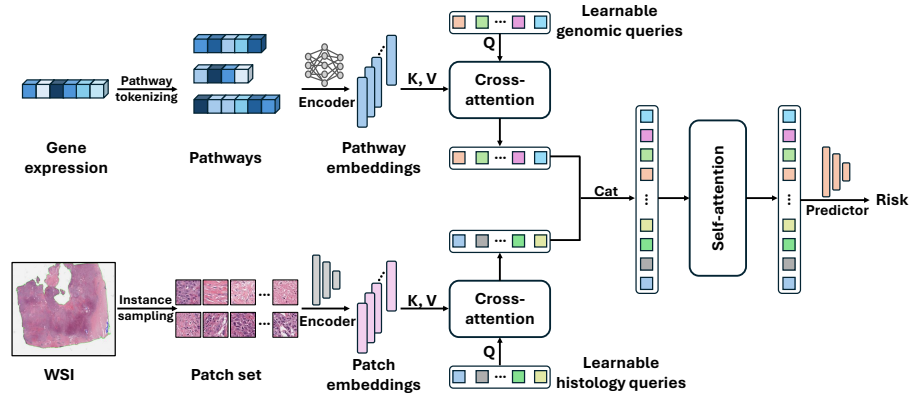 Learnable
genomic queries
Q
Pathway
tokenizing
Encoder
K, V
Cross-
attention
Gene
expression
Pathways
Pathway
embeddings
Cat
Self-attention
Predictor
Risk
Instance
sampling
Encoder
K, V
Cross-
attention
Q
WSI
Patch set
Patch
embeddings
Learnable
histology queries